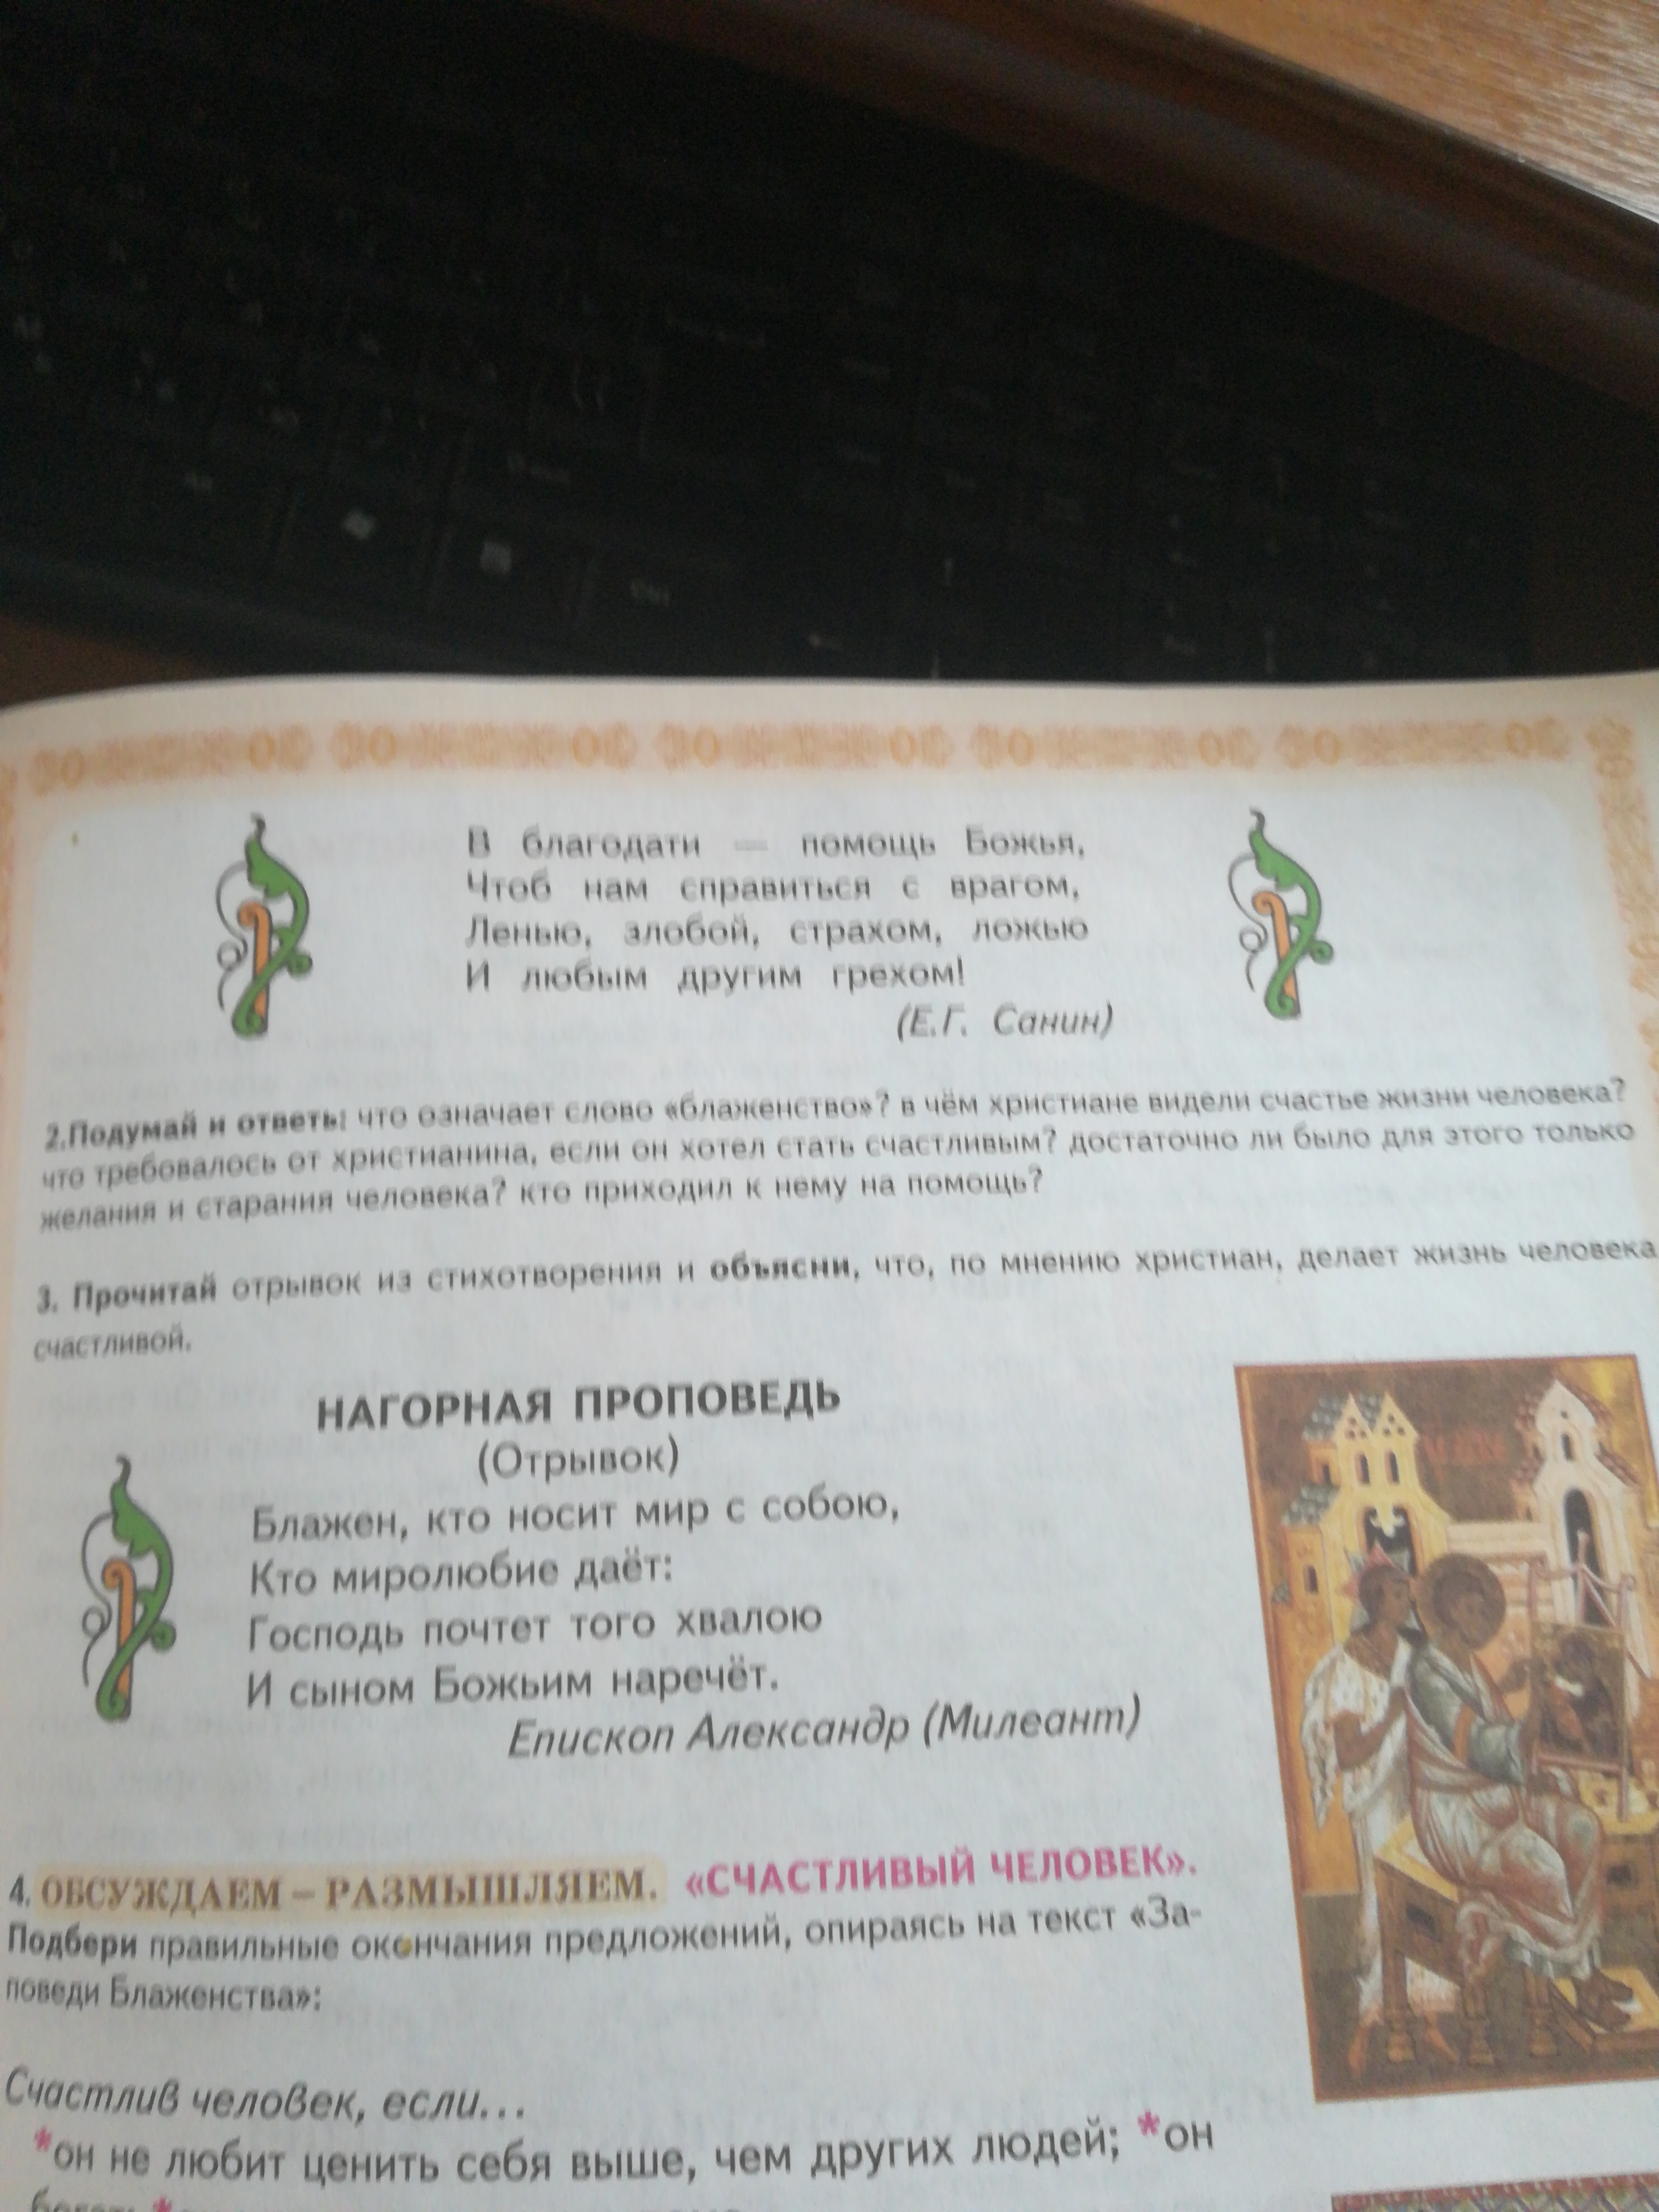 В благодати — помощь Божья,
Чтоб нам справиться с врагом,
Ленью, злобой, страхом, ложью
И любым другим грехом!
(Е.Г. Санин)
2.Подумай и ответь: что означает слово «блаженство»? в чём христиане видели счастье жизни человека?
что требовалось от христианина, если он хотел стать счастливым? достаточно ли было для этого только
желания и старания человека? кто приходил к нему на помощь?
3. Прочитай отрывок из стихотворения и объясни, что, по мнению христиан, делает жизнь человека
счастливой.
НАГОРНАЯ ПРОПОВЕДЬ
(Отрывок)
Блажен, кто носит мир с собою,
Кто миролюбие даёт:
Господь почтет того хвалою
И сыном Божьим наречёт.
Епископ Александр (Милеант)
4. ОБСУЖДАЕМ – РАЗМЫШЛЯЕМ. «СЧАСТЛИВЫЙ ЧЕЛОВЕК».
Подбери правильные окончания предложений, опираясь на текст «За-
поведи Блаженства»:
Счастлив человек, если...
*он не любит ценить себя выше, чем других людей; *он